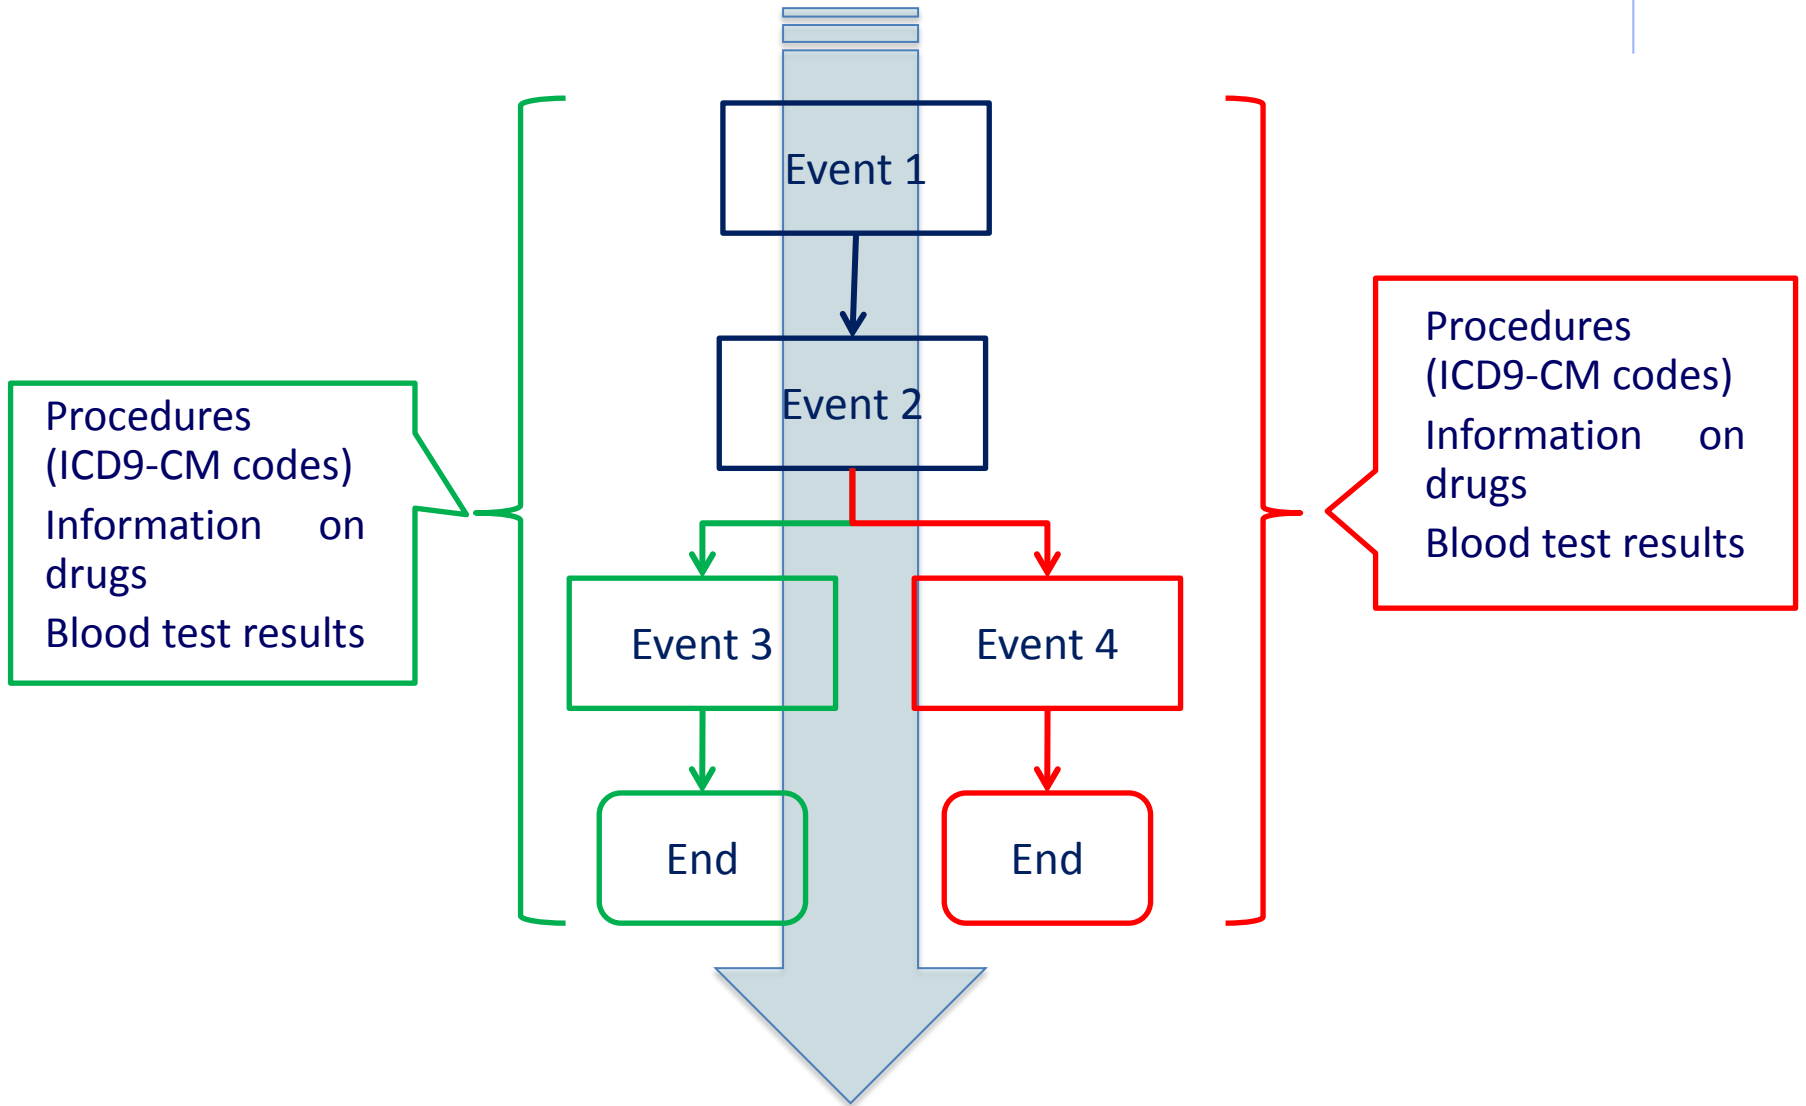 Event 1
Event 2
Procedures
(ICD9-CM codes)
Information on
drugs
Blood test results
Procedures
(ICD9-CM codes)
Information on
drugs
Blood test results
Event 3
Event 4
End
End